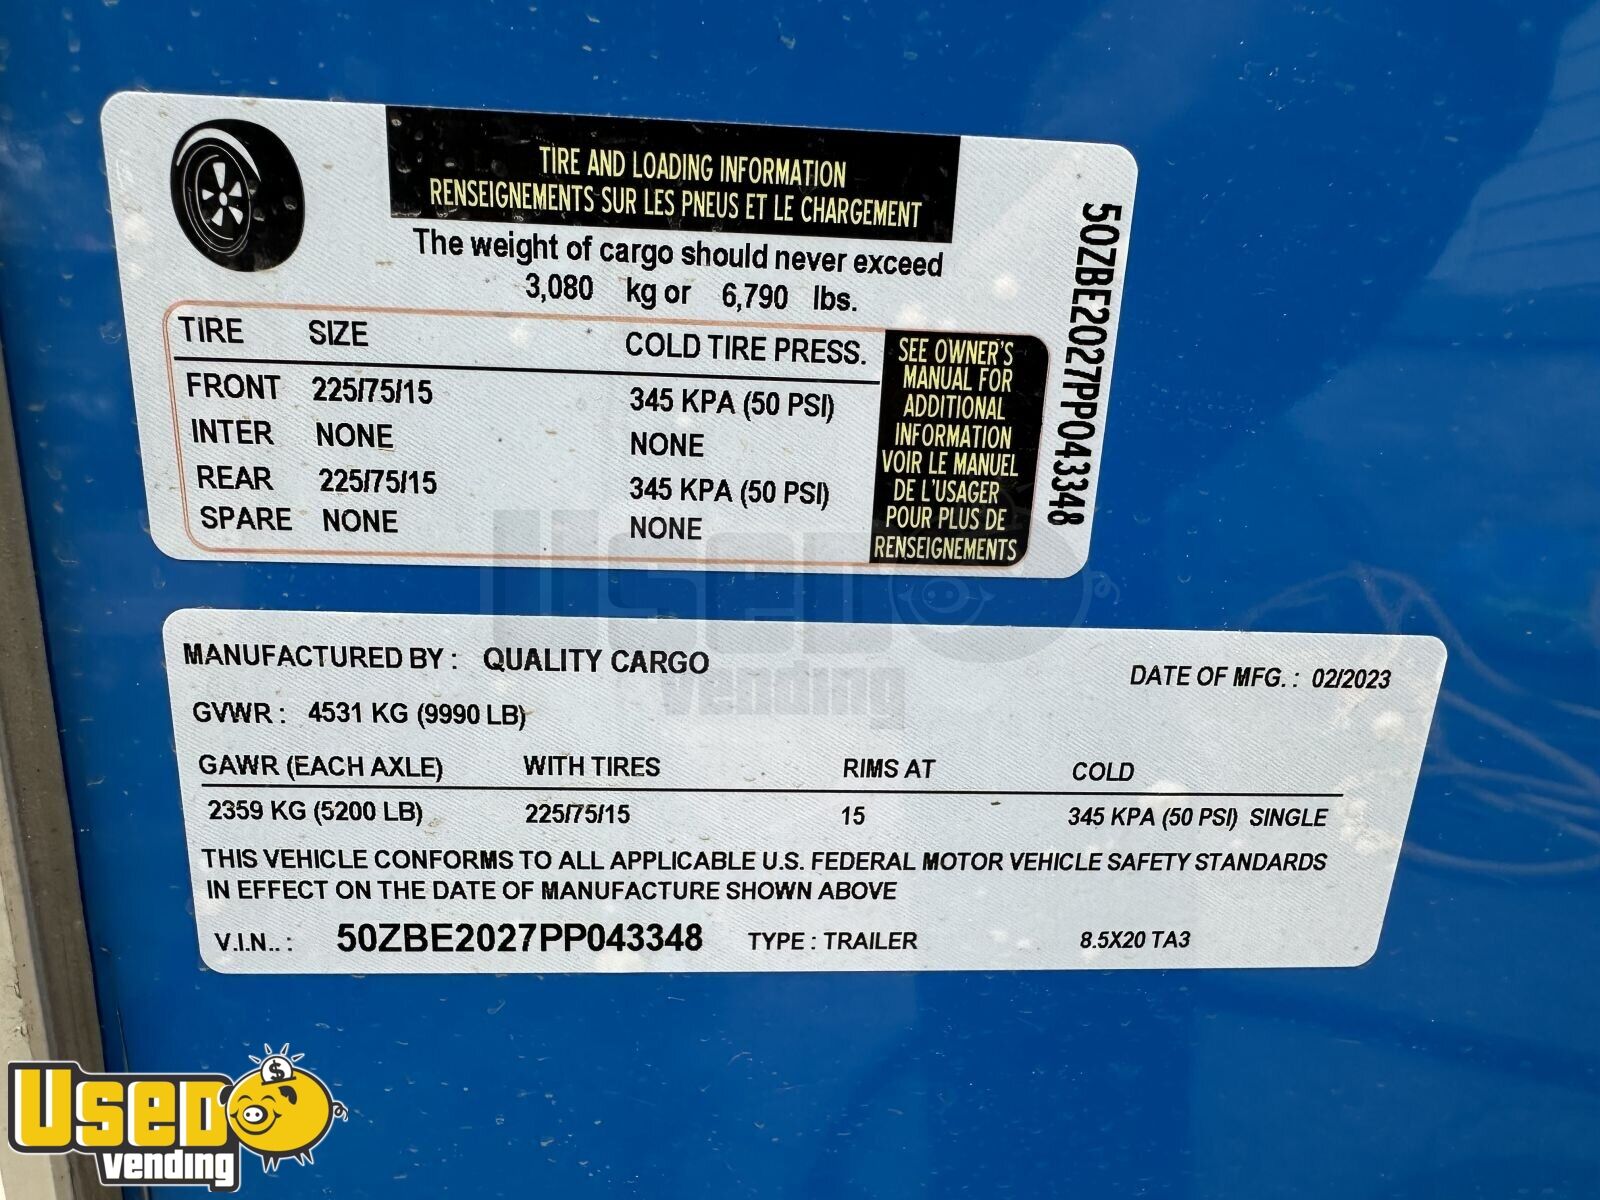 TIRE AND LOADING INFORMATION
RENSEIGNEMENTS SUR LES PNEUS ET LE CHARGEMENT
The weight of cargo should never exceed
3,080 kg or 6,790 lbs.
TIRE SIZE COLD TIRE PRESS.
FRONT 225/75/15 345 KPA (50 PSI)
INTER NONE NONE
REAR 225/75/15 345 KPA (50 PSI)
SPARE NONE NONE
SEE OWNER'S
MANUAL FOR
ADDITIONAL
INFORMATION
VOIR LE MANUEL
DE L'USAGER
POUR PLUS DE
RENSEIGNEMENTS
50ZBE2027PP043348
USED
vending
MANUFACTURED BY : QUALITY CARGO DATE OF MFG. : 02/2023
GVWR : 4531 KG (9990 LB)
GAWR (EACH AXLE) WITH TIRES RIMS AT COLD
2359 KG (5200 LB) 225/75/15 15 345 KPA (50 PSI) SINGLE
THIS VEHICLE CONFORMS TO ALL APPLICABLE U.S. FEDERAL MOTOR VEHICLE SAFETY STANDARDS
IN EFFECT ON THE DATE OF MANUFACTURE SHOWN ABOVE
V.I.N.. : 50ZBE2027PP043348 TYPE : TRAILER 8.5X20 TA3
USED
vending